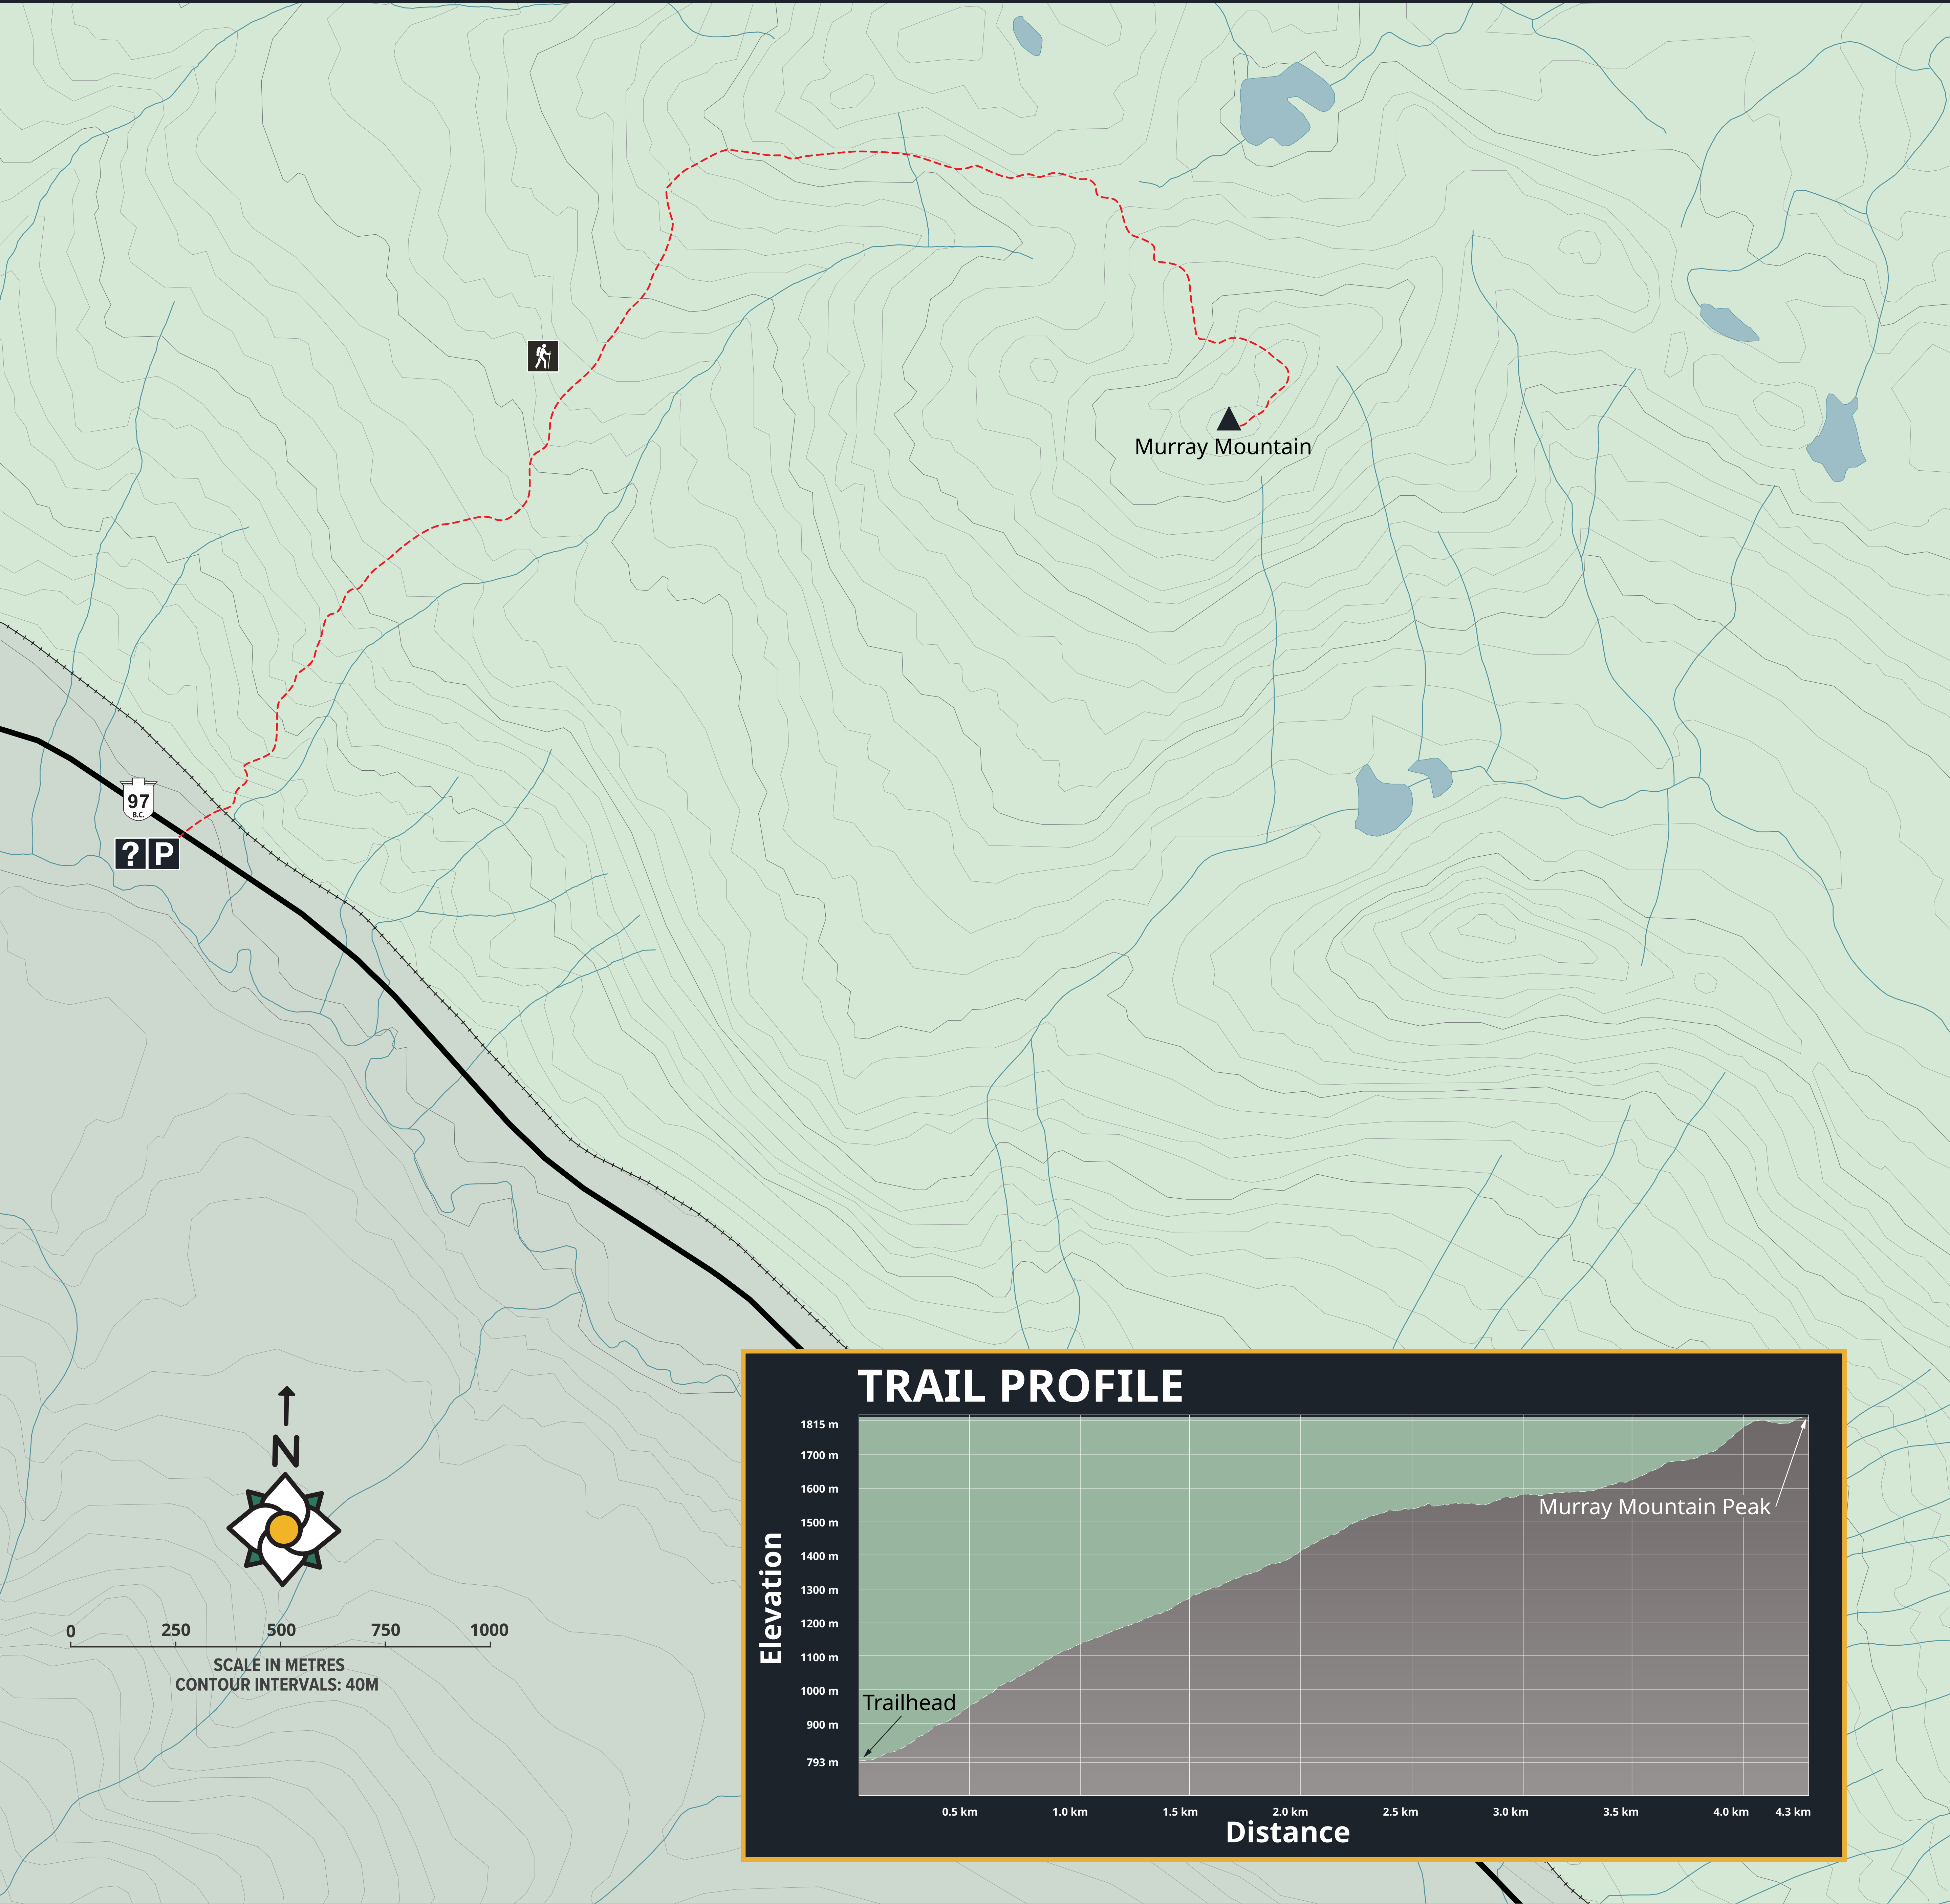 Murray Mountain
97
B.C.
? P
TRAIL PROFILE
1815 m
1700 m
1600 m
1500 m
1400 m
1300 m
1200 m
1100 m
1000 m
900 m
793 m
Elevation
Murray Mountain Peak
Trailhead
0.5 km 1.0 km 1.5 km 2.0 km 2.5 km 3.0 km 3.5 km 4.0 km 4.3 km
Distance
N
0 250 500 750 1000
SCALE IN METRES
CONTOUR INTERVALS: 40M